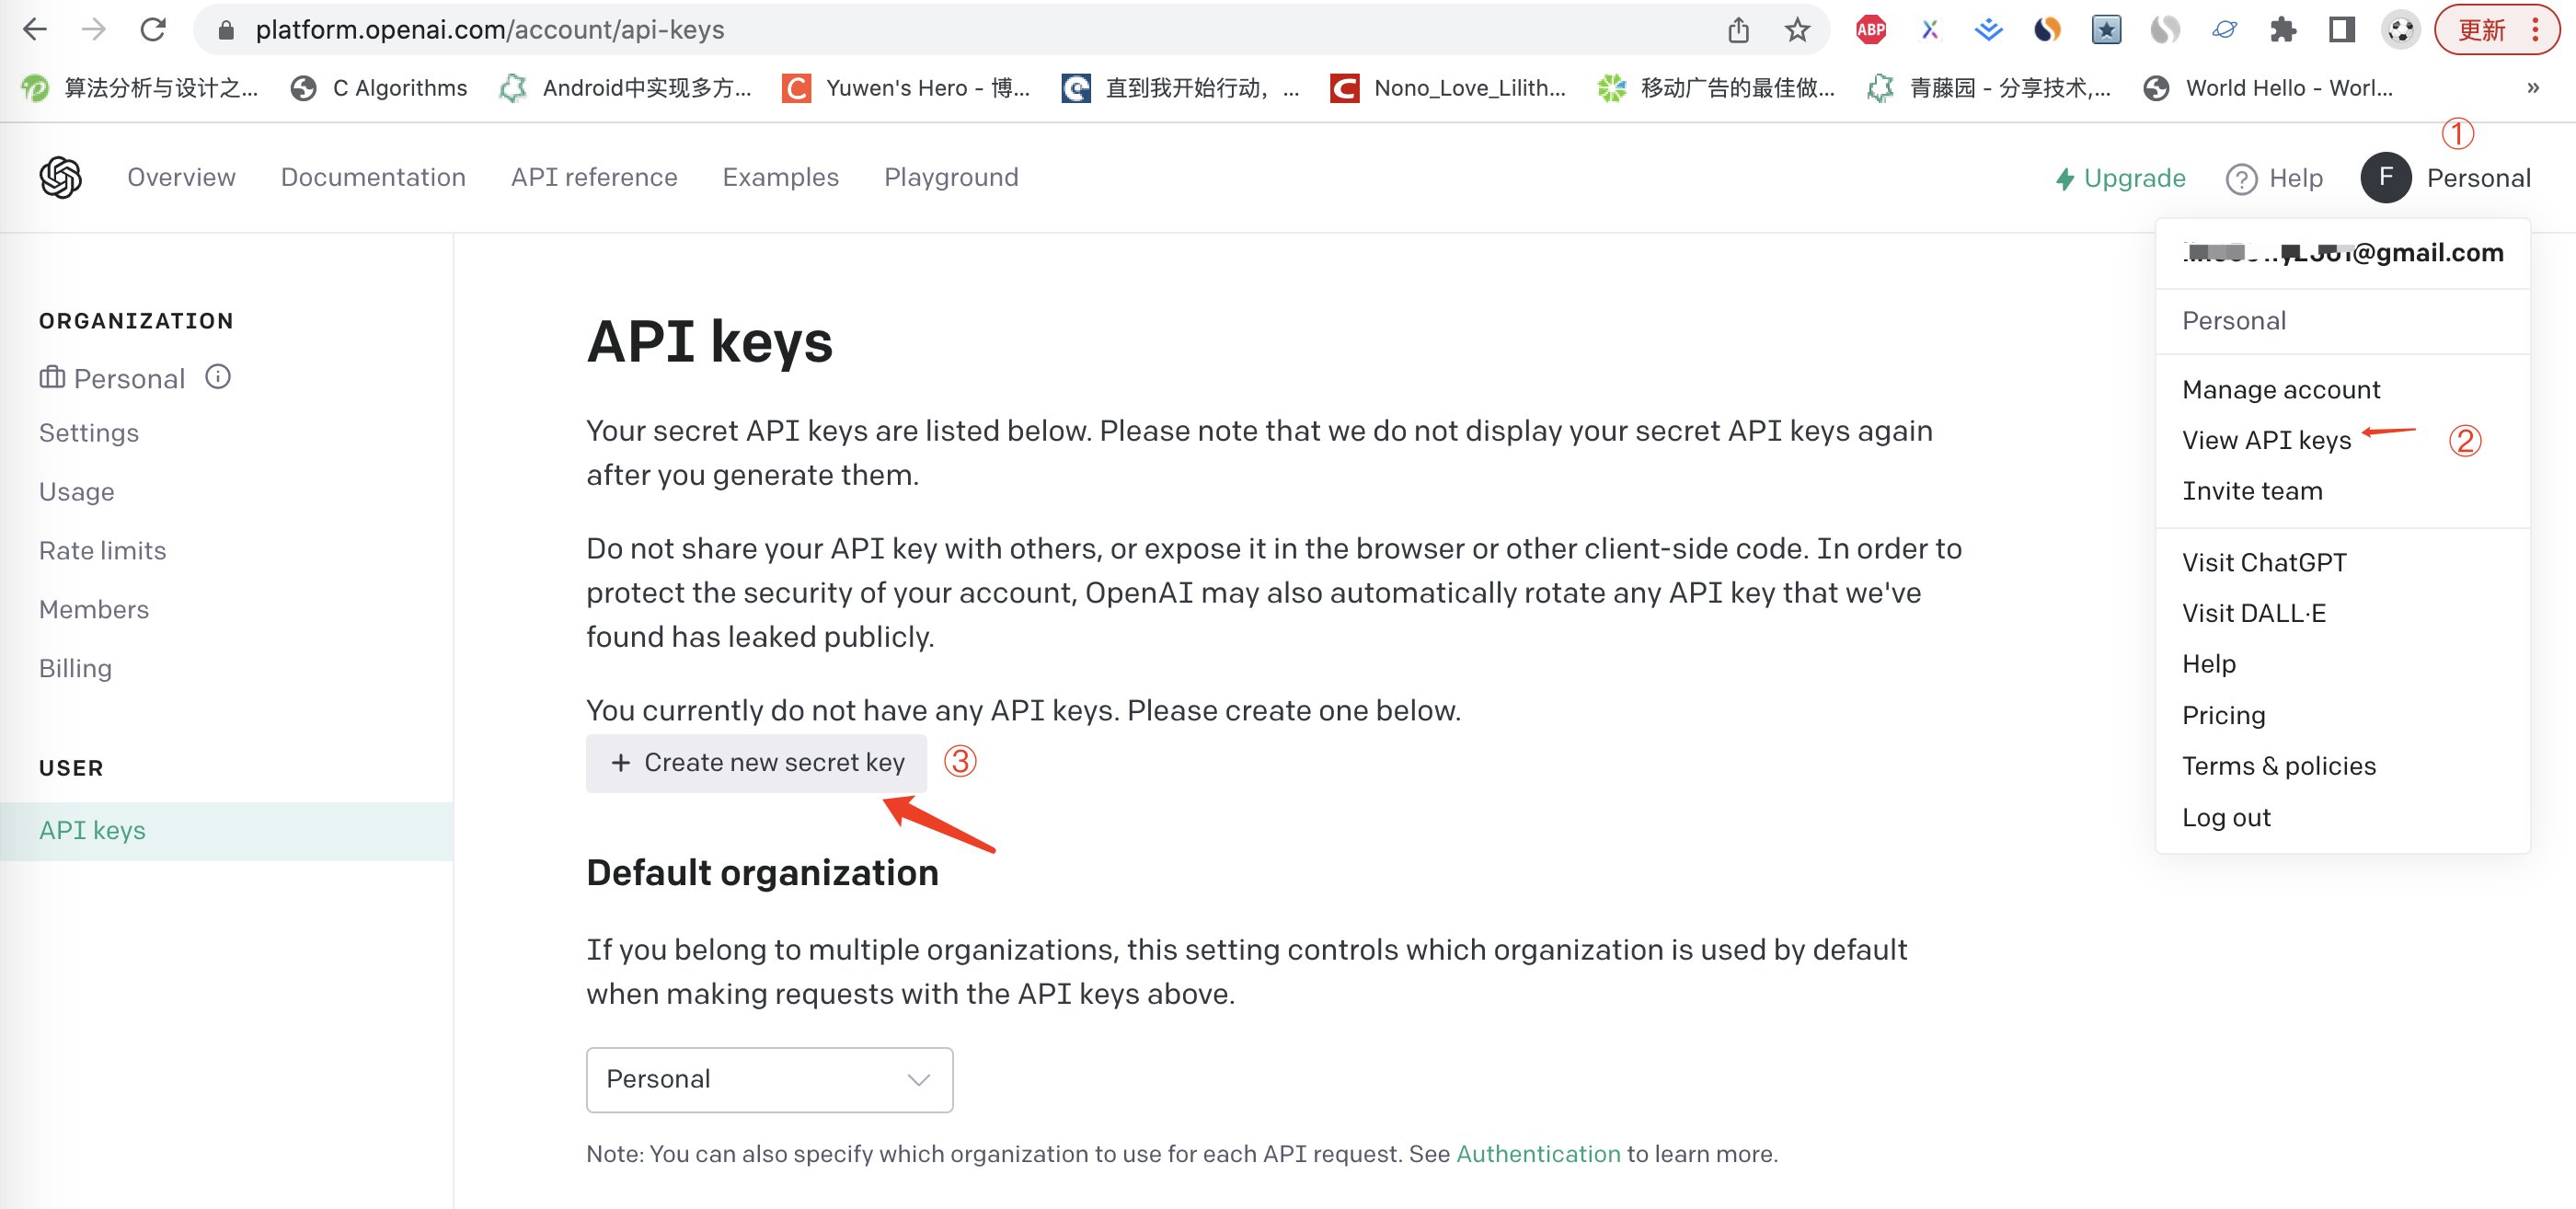 platform.openai.com/account/api-keys
ABP
更新
算法分析与设计之...
C Algorithms
Android中实现多方...
C
Yuwen's Hero - 博...
直到我开始行动，...
C
Nono_Love_Lilith...
移动广告的最佳做...
青藤园 - 分享技术,...
World Hello - Worl...
»
①
Overview
Documentation
API reference
Examples
Playground
Upgrade
Help
F
Personal
@gmail.com
Personal
Manage account
View API keys
②
Invite team
Visit ChatGPT
Visit DALL·E
Help
Pricing
Terms & policies
Log out
ORGANIZATION
Personal
Settings
Usage
Rate limits
Members
Billing
USER
API keys
API keys
Your secret API keys are listed below. Please note that we do not display your secret API keys again
after you generate them.
Do not share your API key with others, or expose it in the browser or other client-side code. In order to
protect the security of your account, OpenAI may also automatically rotate any API key that we've
found has leaked publicly.
You currently do not have any API keys. Please create one below.
+ Create new secret key
③
Default organization
If you belong to multiple organizations, this setting controls which organization is used by default
when making requests with the API keys above.
Personal
Note: You can also specify which organization to use for each API request. See Authentication to learn more.